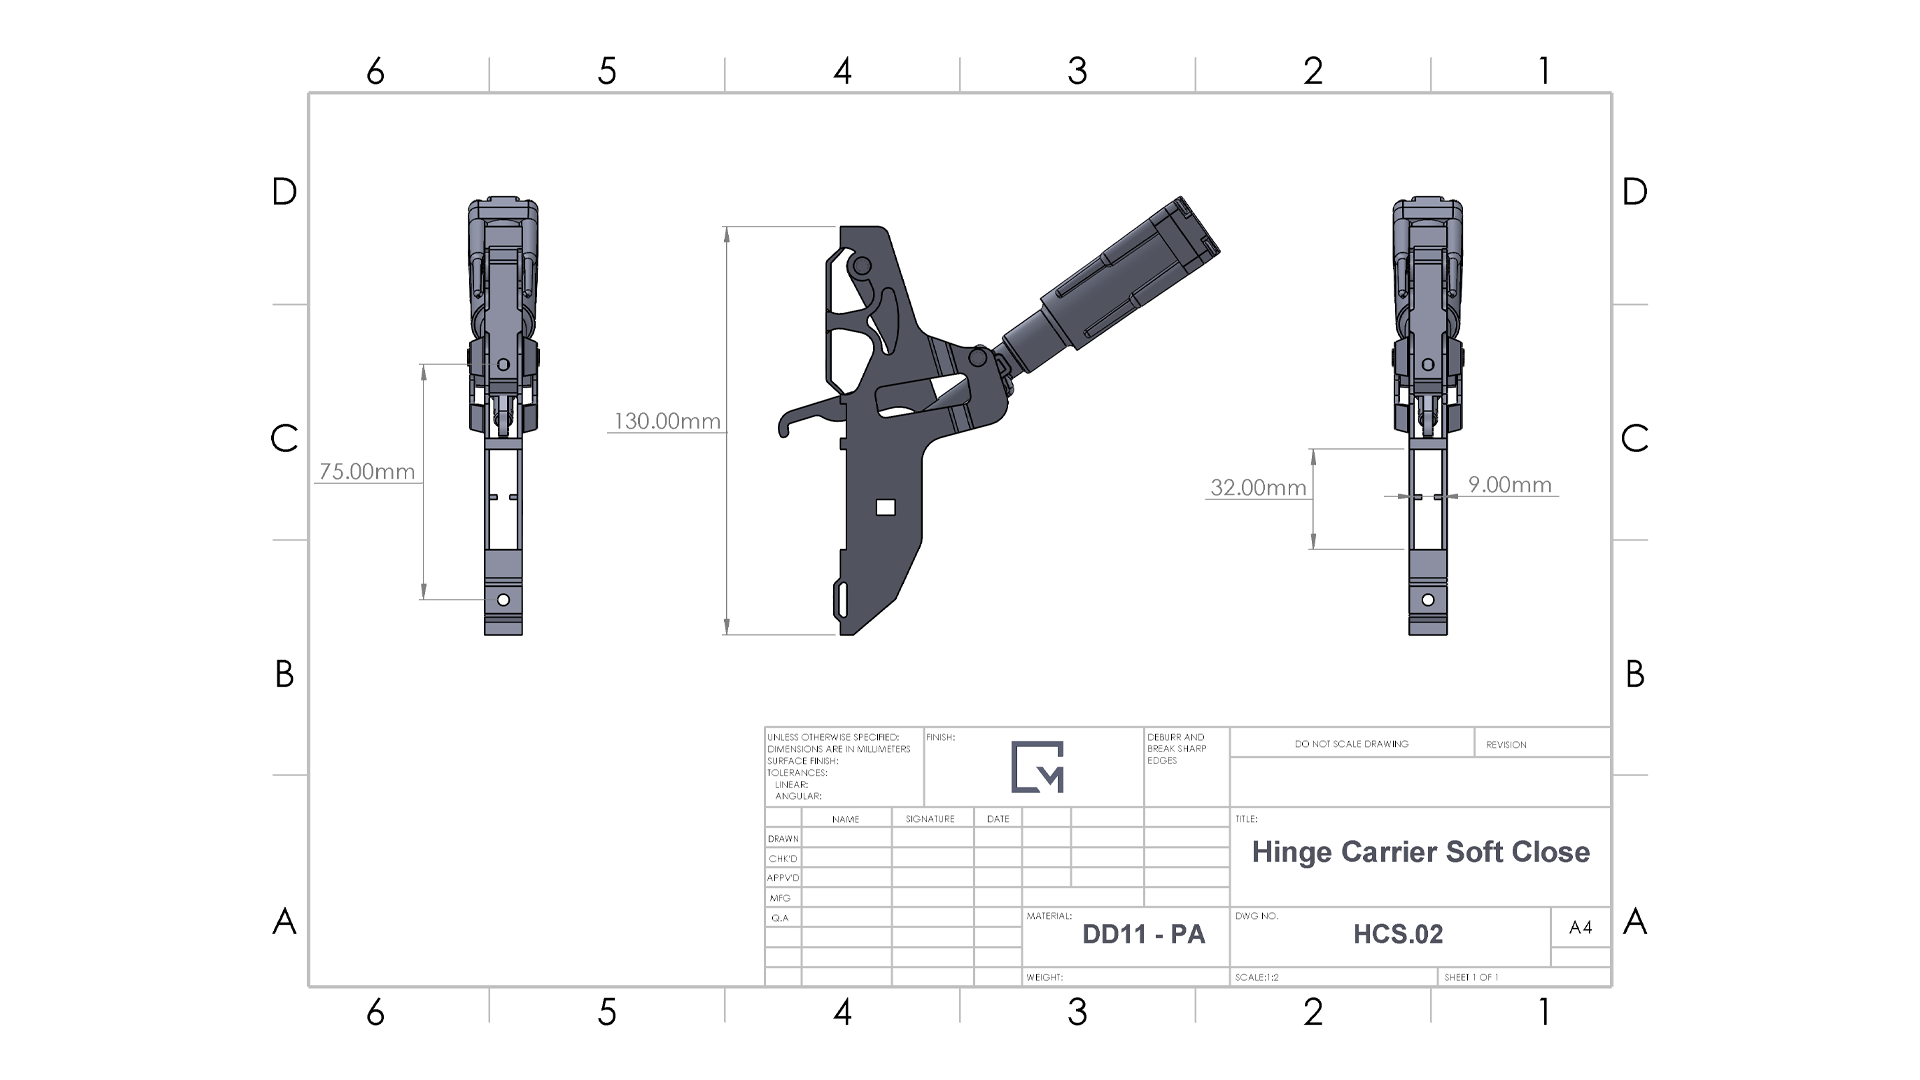 6 5 4 3 2 1
D D
130.00mm
C C
75.00mm
32.00mm 9.00mm
B B
UNLESS OTHERWISE SPECIFIED:
DIMENSIONS ARE IN MILLIMETERS
SURFACE FINISH:
TOLERANCES:
LINEAR:
ANGULAR:
FINISH:
DEBURR AND
BREAK SHARP
EDGES
DO NOT SCALE DRAWING
REVISION
NAME SIGNATURE DATE
DRAWN
CHK'D
APPV'D
MFG
Q.A
TITLE:
Hinge Carrier Soft Close
MATERIAL:
DD11 - PA
DWG NO.
HCS.02
A4
A A
WEIGHT:
SCALE:1:2
SHEET 1 OF 1
6 5 4 3 2 1